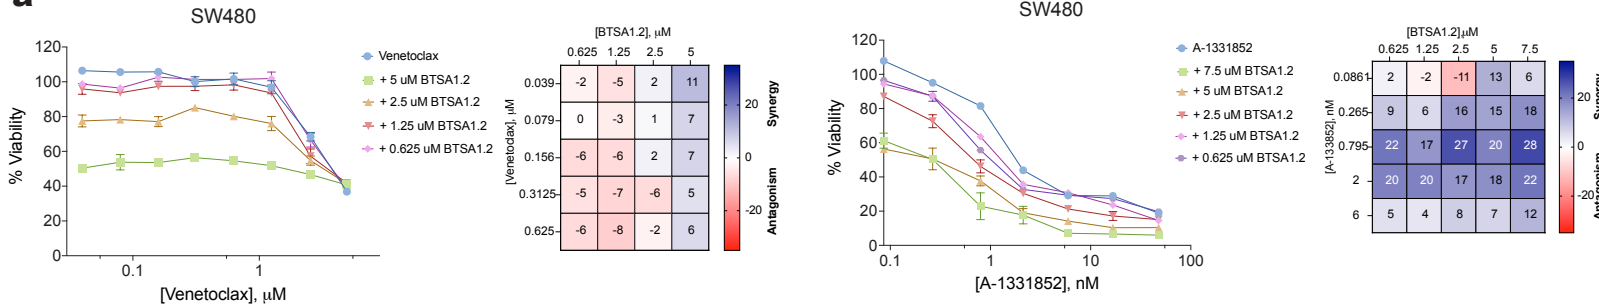 a
SW480
120
100
80
60
40
20
0
% Viability
0.1
1
[Venetoclax], μM
Venetoclax
+ 5 uM BTSA1.2
+ 2.5 uM BTSA1.2
+ 1.25 uM BTSA1.2
+ 0.625 uM BTSA1.2
[BTSA1.2], μM
0.625 1.25 2.5 5
[Venetoclax], μM
0.039 -2 -5 2 11
0.079 0 -3 1 7
0.156 -6 -6 2 7
0.3125 -5 -7 -6 5
0.625 -6 -8 -2 6
20
0
-20
Synergy
Antagonism
SW480
120
100
80
60
40
20
0
% Viability
0.1
1
10
100
[A-1331852], nM
A-1331852
+ 7.5 uM BTSA1.2
+ 5 uM BTSA1.2
+ 2.5 uM BTSA1.2
+ 1.25 uM BTSA1.2
+ 0.625 uM BTSA1.2
[BTSA1.2],μM
0.625 1.25 2.5 5 7.5
[A-133852], nM
0.0861 2 -2 -11 13 6
0.265 9 6 16 15 18
0.795 22 17 27 20 28
2 20 20 17 18 22
6 5 4 8 7 12
20
0
-20